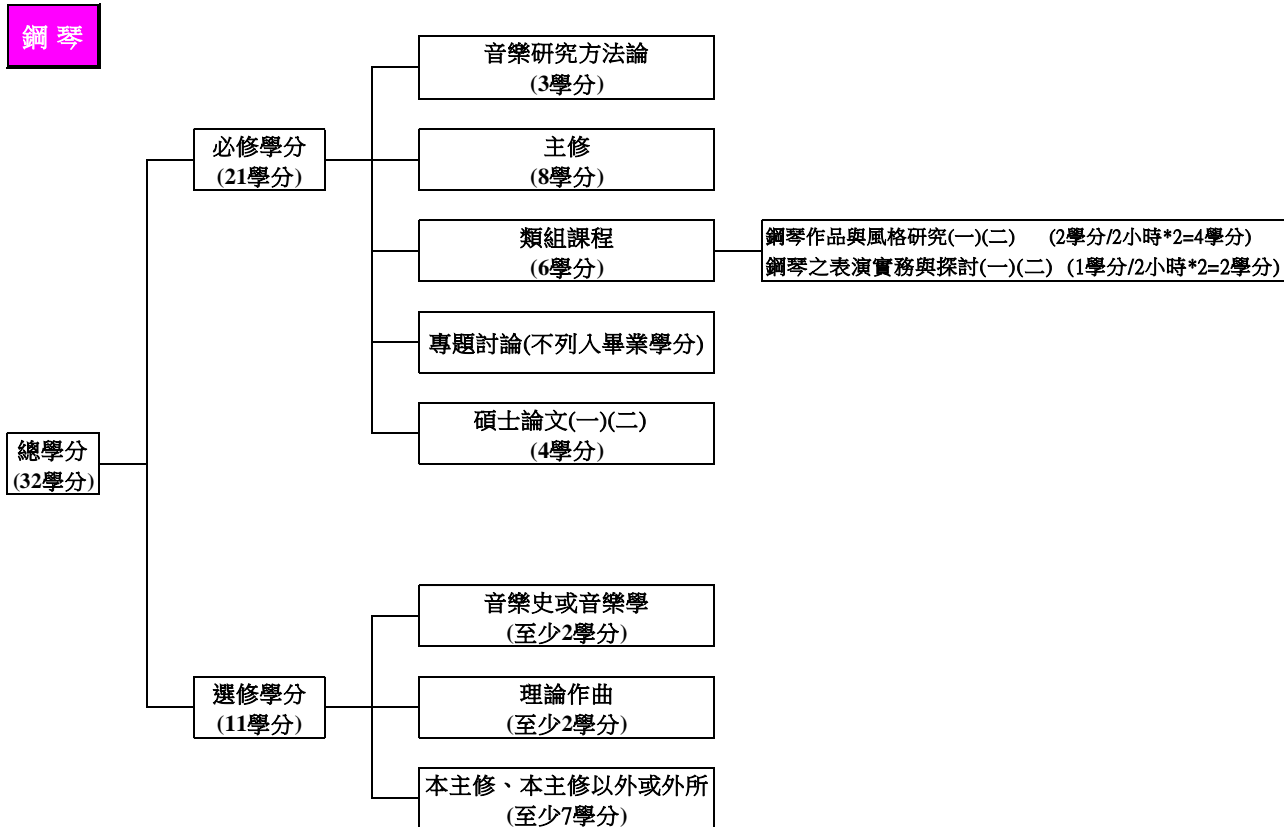 鋼琴
音樂研究方法論
(3學分)
必修學分
(21學分)
主修
(8學分)
類組課程
(6學分)
鋼琴作品與風格研究(一)(二) (2學分/2小時*2=4學分)
鋼琴之表演實務與探討(一)(二) (1學分/2小時*2=2學分)
專題討論(不列入畢業學分)
碩士論文(一)(二)
(4學分)
總學分
(32學分)
音樂史或音樂學
(至少2學分)
選修學分
(11學分)
理論作曲
(至少2學分)
本主修、本主修以外或外所
(至少7學分)